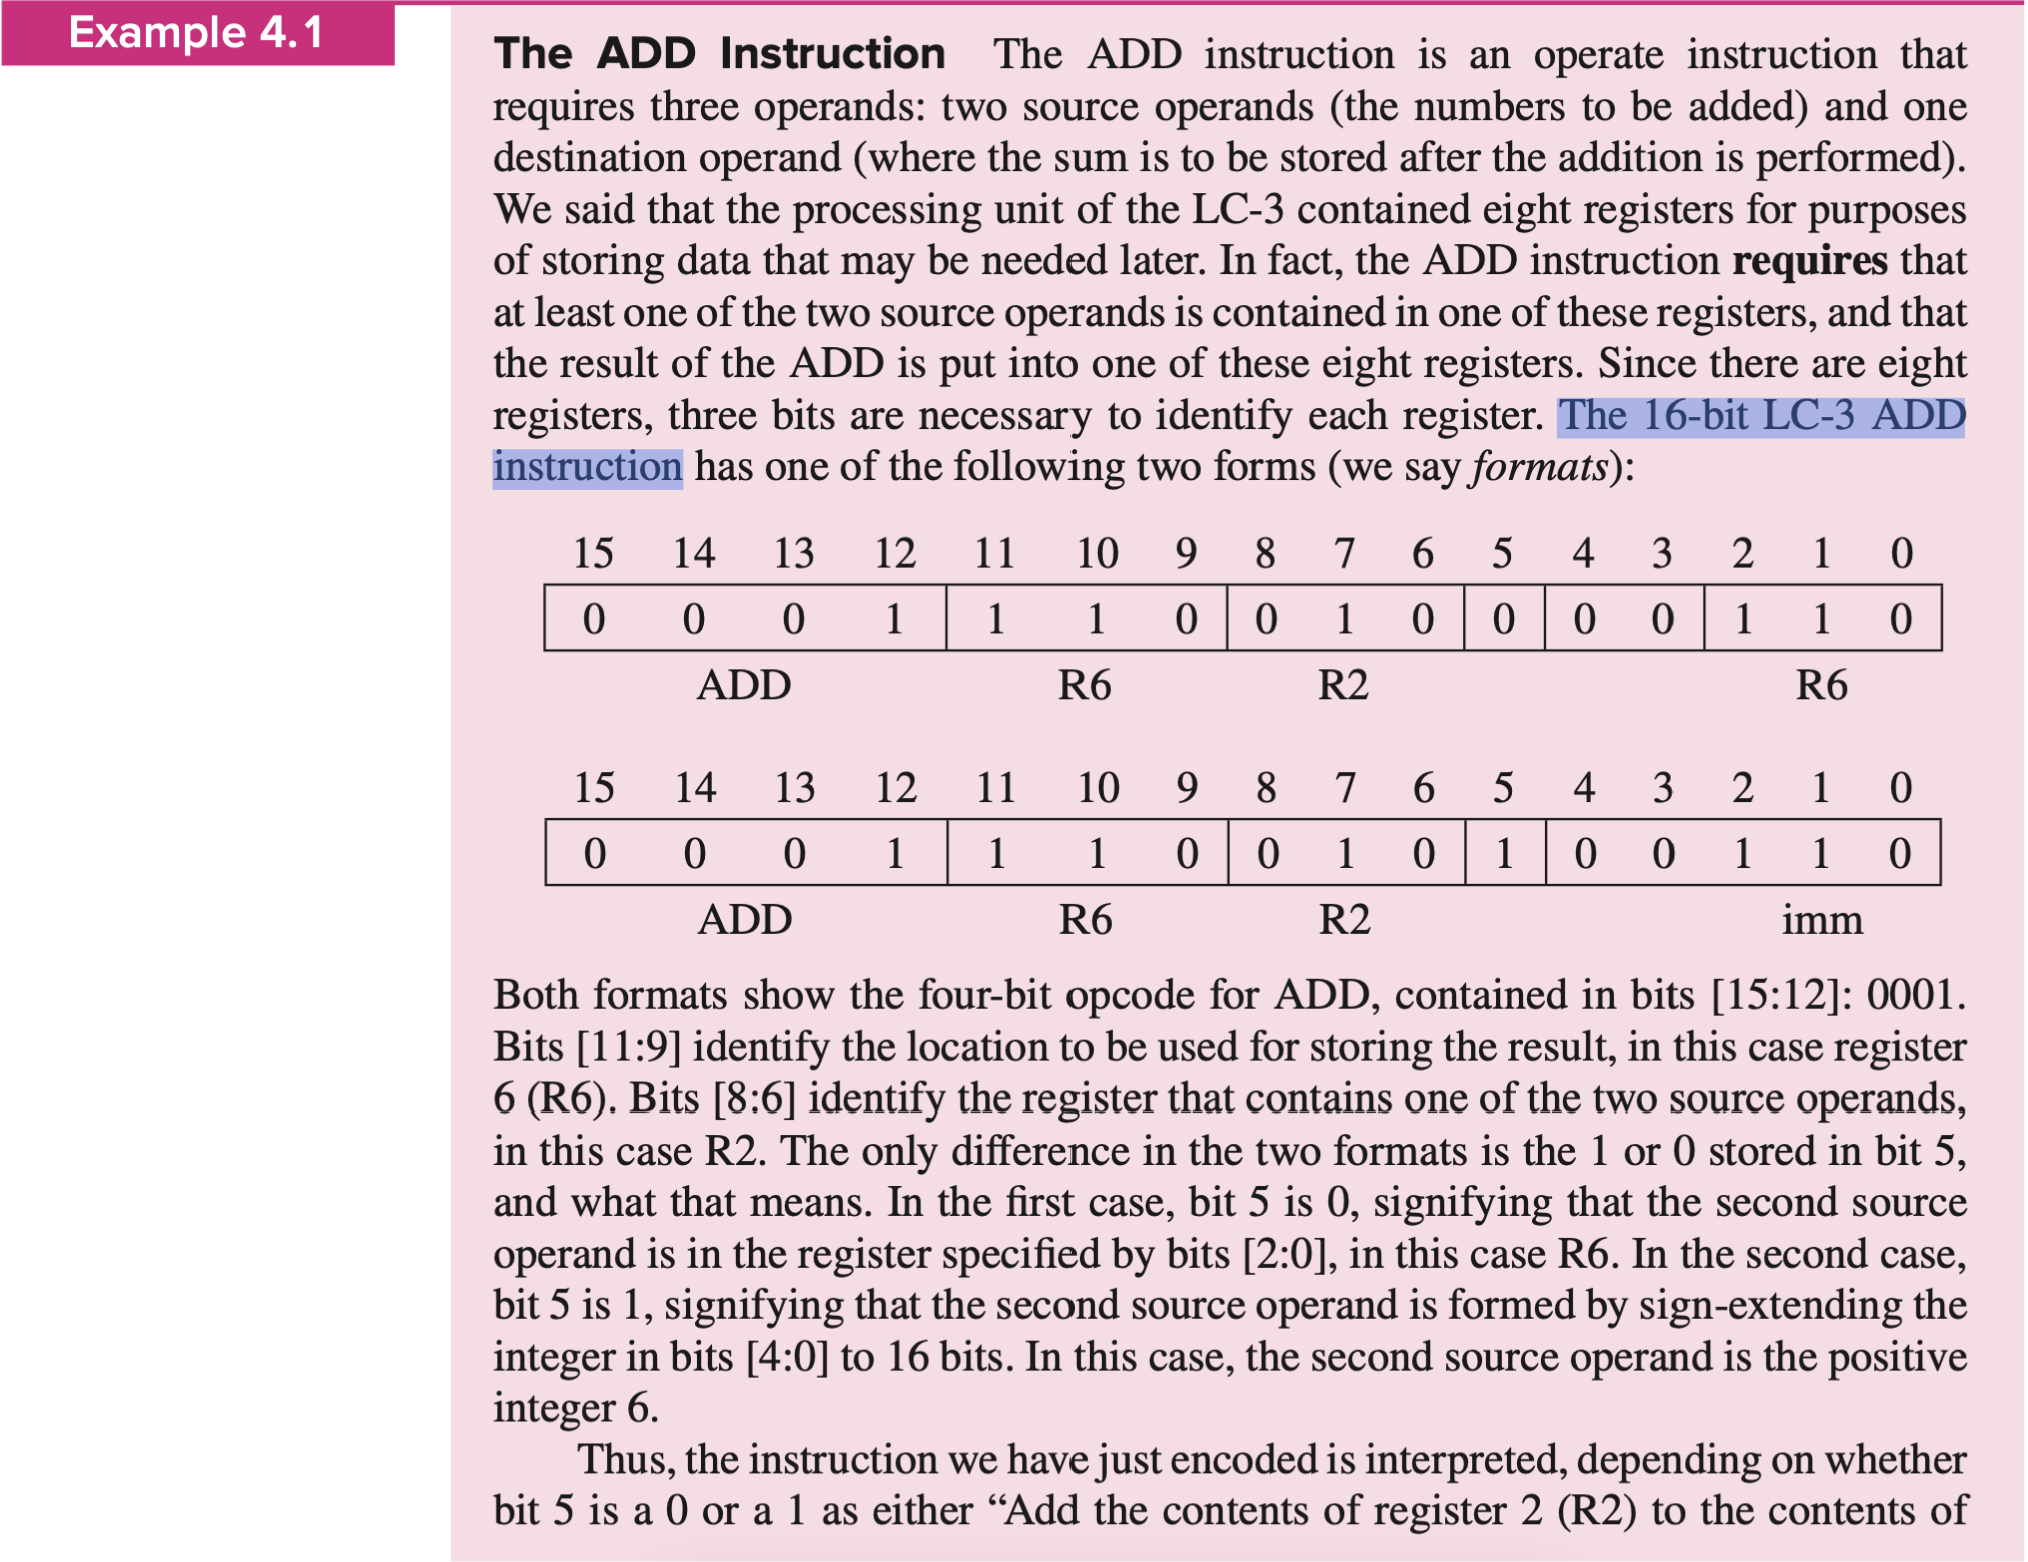 Example 4.1
The ADD Instruction The ADD instruction is an operate instruction that
requires three operands: two source operands (the numbers to be added) and one
destination operand (where the sum is to be stored after the addition is performed).
We said that the processing unit of the LC-3 contained eight registers for purposes
of storing data that may be needed later. In fact, the ADD instruction requires that
at least one of the two source operands is contained in one of these registers, and that
the result of the ADD is put into one of these eight registers. Since there are eight
registers, three bits are necessary to identify each register. The 16-bit LC-3 ADD
instruction has one of the following two forms (we say formats):
15 14 13 12 11 10 9 8 7 6 5 4 3 2 1 0
0 0 0 1 1 1 0 0 1 0 0 0 0 1 1 0
ADD R6 R2 R6
15 14 13 12 11 10 9 8 7 6 5 4 3 2 1 0
0 0 0 1 1 1 0 0 1 0 1 0 0 1 1 0
ADD R6 R2 imm
Both formats show the four-bit opcode for ADD, contained in bits [15:12]: 0001.
Bits [11:9] identify the location to be used for storing the result, in this case register
6 (R6). Bits [8:6] identify the register that contains one of the two source operands,
in this case R2. The only difference in the two formats is the 1 or 0 stored in bit 5,
and what that means. In the first case, bit 5 is 0, signifying that the second source
operand is in the register specified by bits [2:0], in this case R6. In the second case,
bit 5 is 1, signifying that the second source operand is formed by sign-extending the
integer in bits [4:0] to 16 bits. In this case, the second source operand is the positive
integer 6.
Thus, the instruction we have just encoded is interpreted, depending on whether
bit 5 is a 0 or a 1 as either “Add the contents of register 2 (R2) to the contents of